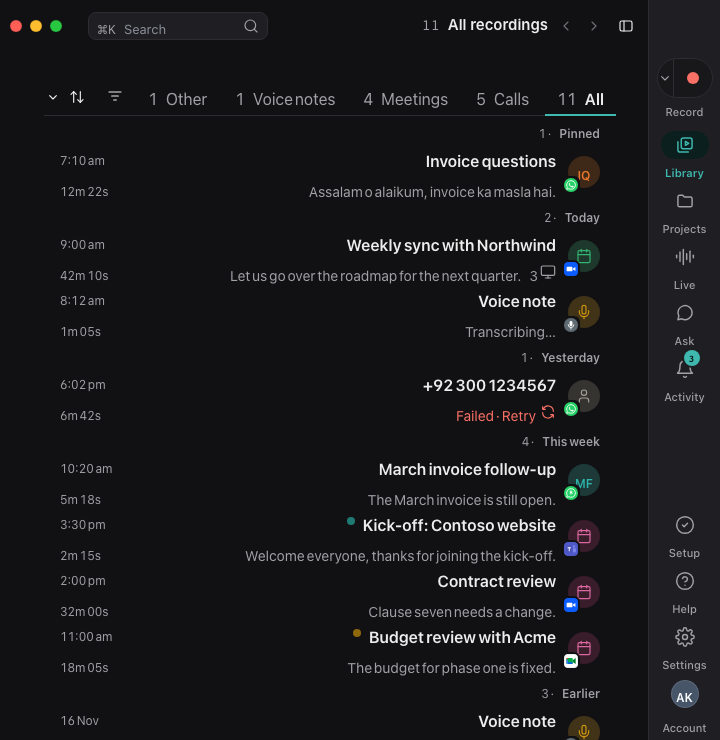 ⌘K Search
11 All recordings
1 Other
1 Voice notes
4 Meetings
5 Calls
11 All
1 · Pinned
7:10 am Invoice questions
IQ
12m 22s Assalam o alaikum, invoice ka masla hai.
2 · Today
9:00 am Weekly sync with Northwind
42m 10s Let us go over the roadmap for the next quarter. 3
8:12 am Voice note
1m 05s Transcribing…
1 · Yesterday
6:02 pm +92 300 1234567
6m 42s Failed · Retry
4 · This week
10:20 am March invoice follow-up
MF
5m 18s The March invoice is still open.
3:30 pm Kick-off: Contoso website
2m 15s Welcome everyone, thanks for joining the kick-off.
2:00 pm Contract review
32m 00s Clause seven needs a change.
11:00 am Budget review with Acme
18m 05s The budget for phase one is fixed.
3 · Earlier
16 Nov Voice note
Record
Library
Projects
Live
Ask
3
Activity
Setup
Help
Settings
AK
Account